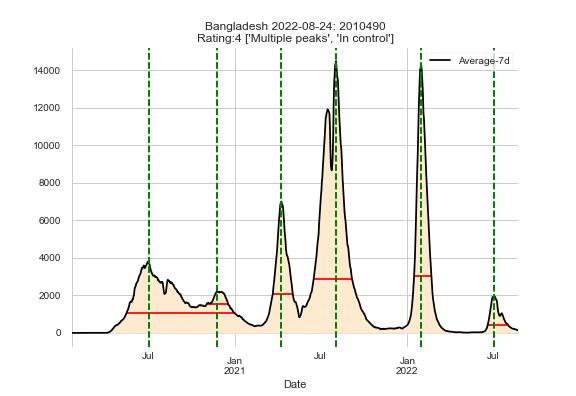 Bangladesh 2022-08-24: 2010490
Rating:4 ['Multiple peaks', 'In control']
Average-7d
14000
12000
10000
8000
6000
4000
2000
0
Jul
Jan
2021
Jul
Jan
2022
Jul
Date